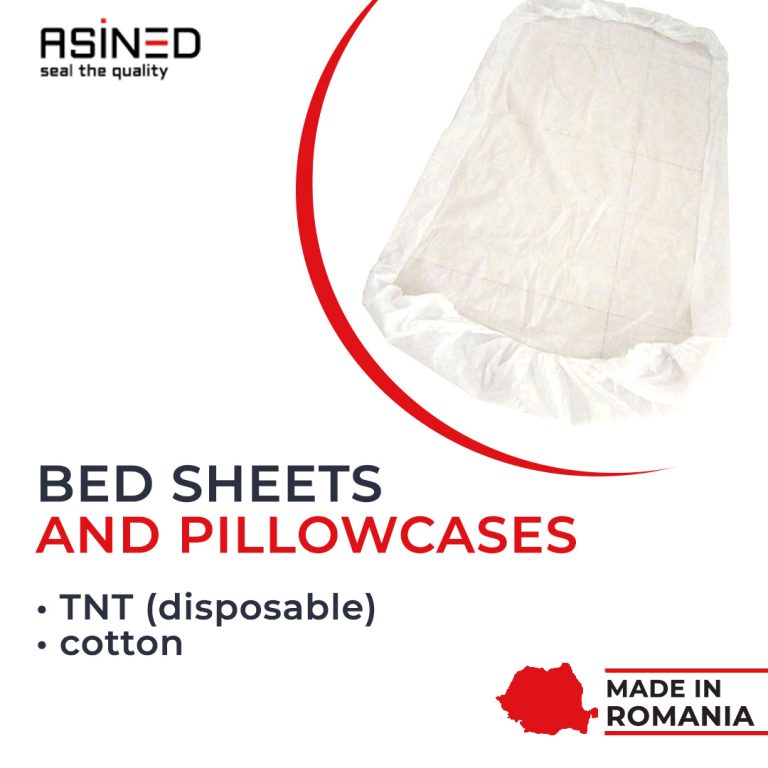 ASINED
seal the quality
BED SHEETS
AND PILLOWCASES
• TNT (disposable)
• cotton
MADE IN
ROMANIA